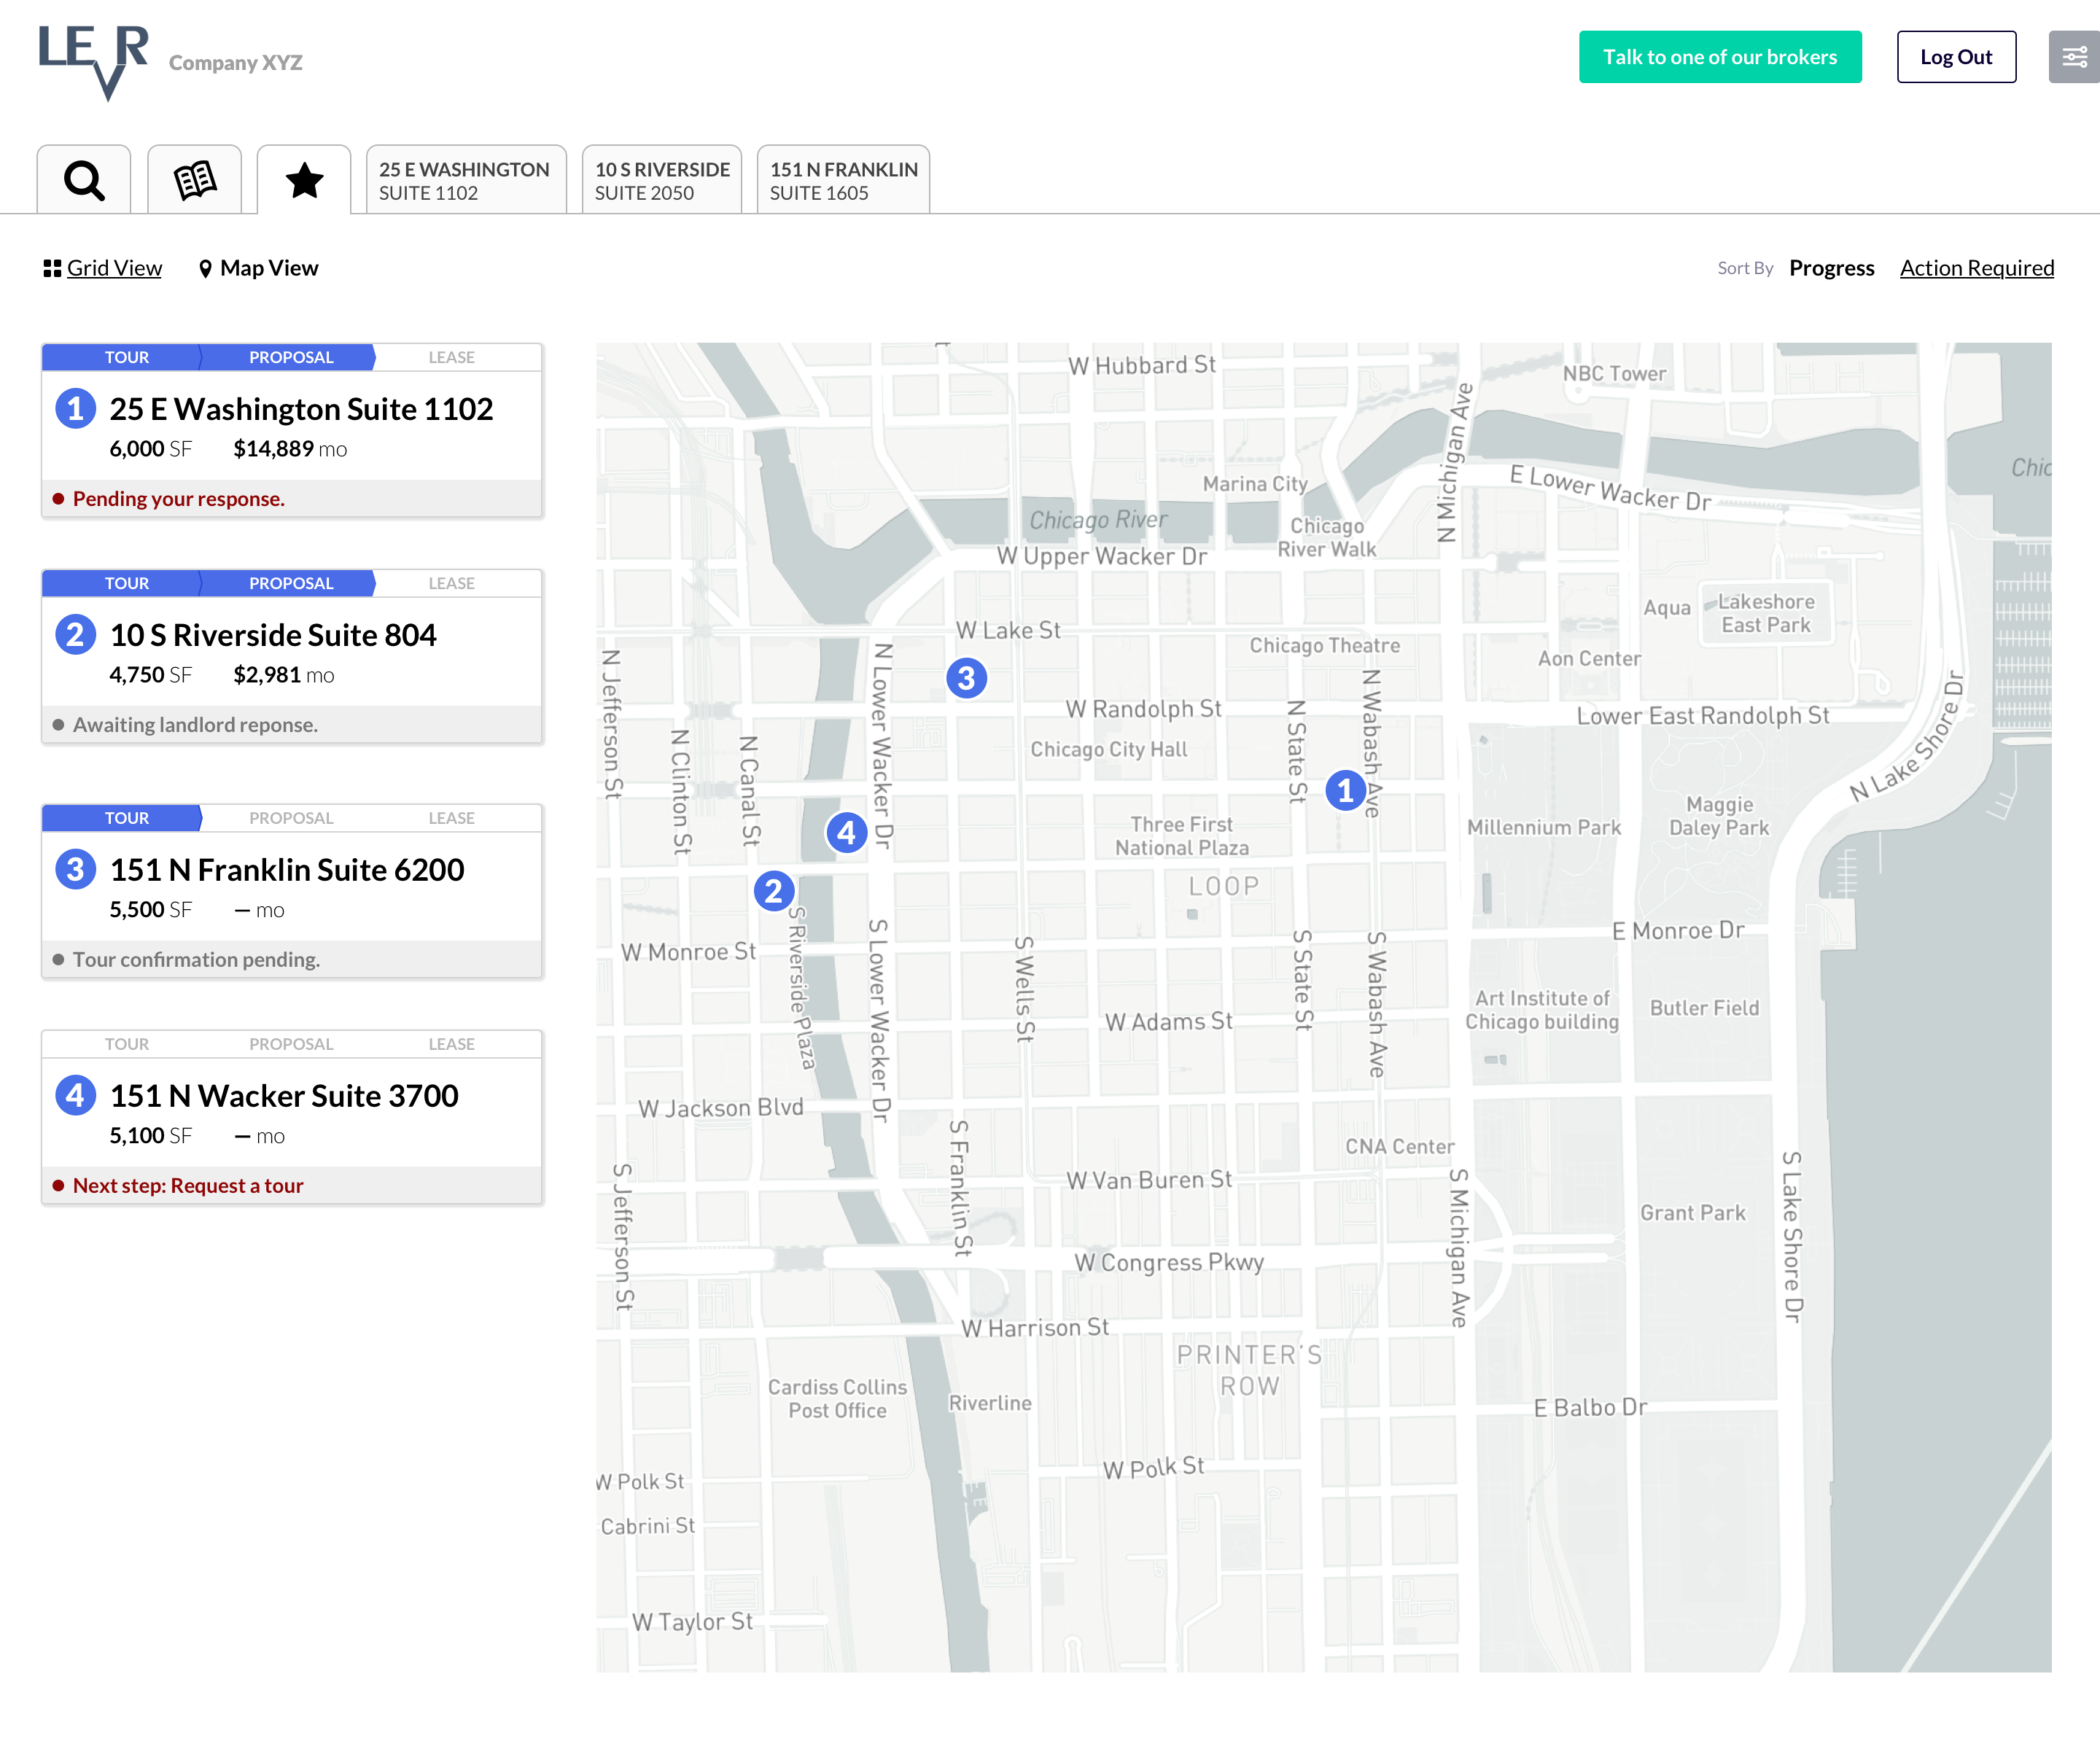 LEVR
Company XYZ
Talk to one of our brokers
Log Out
25 E WASHINGTON
SUITE 1102
10 S RIVERSIDE
SUITE 2050
151 N FRANKLIN
SUITE 1605
Grid View
Map View
Sort By
Progress
Action Required
TOUR PROPOSAL LEASE
1 25 E Washington Suite 1102
6,000 SF $14,889 mo
Pending your response.
TOUR PROPOSAL LEASE
2 10 S Riverside Suite 804
4,750 SF $2,981 mo
Awaiting landlord reponse.
TOUR PROPOSAL LEASE
3 151 N Franklin Suite 6200
5,500 SF — mo
Tour confirmation pending.
TOUR PROPOSAL LEASE
4 151 N Wacker Suite 3700
5,100 SF — mo
Next step: Request a tour
W Hubbard St
NBC Tower
N Michigan Ave
Chic
Marina City
E Lower Wacker Dr
Chicago River
Chicago
River Walk
W Upper Wacker Dr
Aqua
Lakeshore
East Park
W Lake St
Chicago Theatre
Aon Center
3
N Jefferson St
N Lower Wacker Dr
W Randolph St
N State St
N Wabash Ave
Lower East Randolph St
N Lake Shore Dr
N Clinton St
N Canal St
Chicago City Hall
1
4
Three First
National Plaza
Millennium Park
Maggie
Daley Park
2
LOOP
S Riverside Plaza
W Monroe St
S Lower Wacker Dr
S Wells St
S State St
S Wabash Ave
E Monroe Dr
Art Institute of
Chicago building
Butler Field
W Adams St
W Jackson Blvd
S Franklin St
CNA Center
S Jefferson St
W Van Buren St
S Michigan Ave
S Lake Shore Dr
Grant Park
W Congress Pkwy
W Harrison St
PRINTER'S
ROW
Cardiss Collins
Post Office
Riverline
E Balbo Dr
W Polk St
W Polk St
Cabrini St
W Taylor St